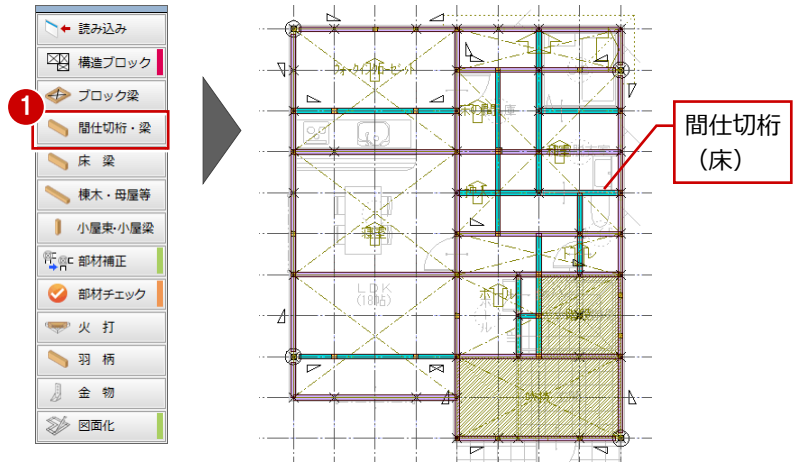 読み込み
構造ブロック
ブロック梁
1
間仕切桁・梁
床 梁
棟木・母屋等
小屋束・小屋梁
部材補正
部材チェック
火 打
羽 柄
金 物
図面化
間仕切桁
（床）
ウォークインクローゼット
寝室
LDK
(18帖)
ホール